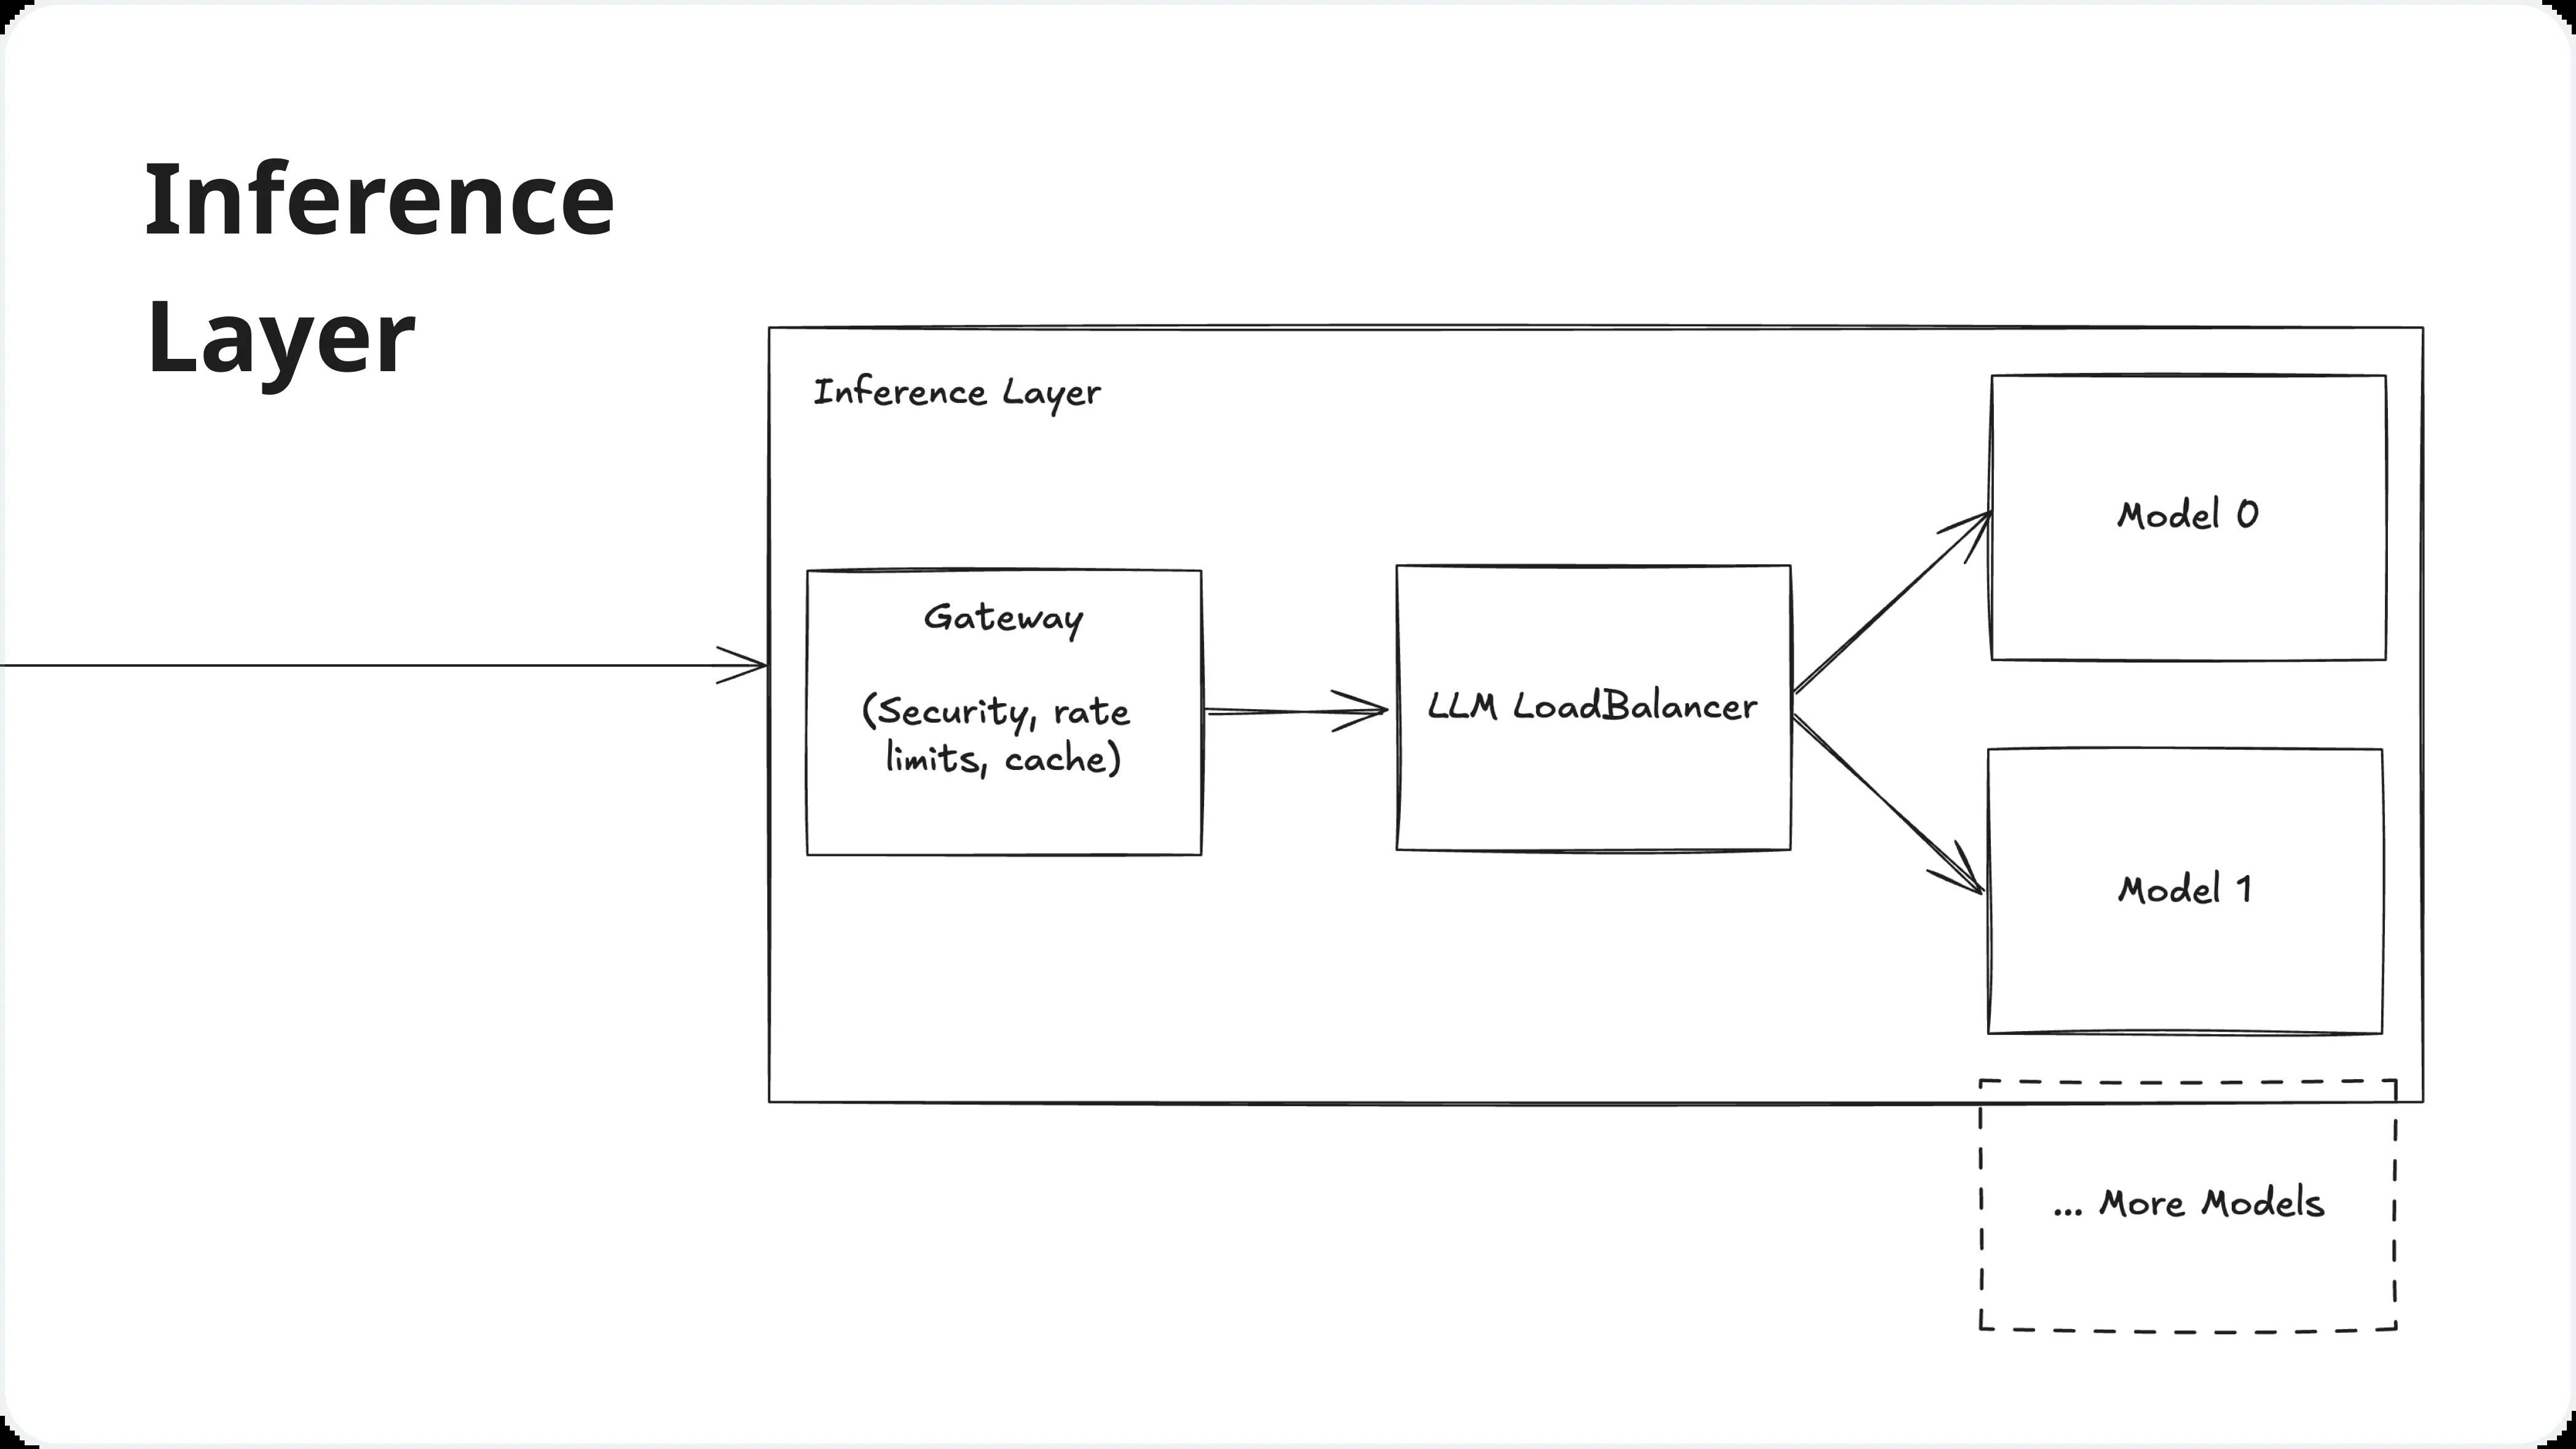 Inference
Layer
Inference Layer
Gateway
(Security, rate
limits, cache)
LLM LoadBalancer
Model 0
Model 1
... More Models